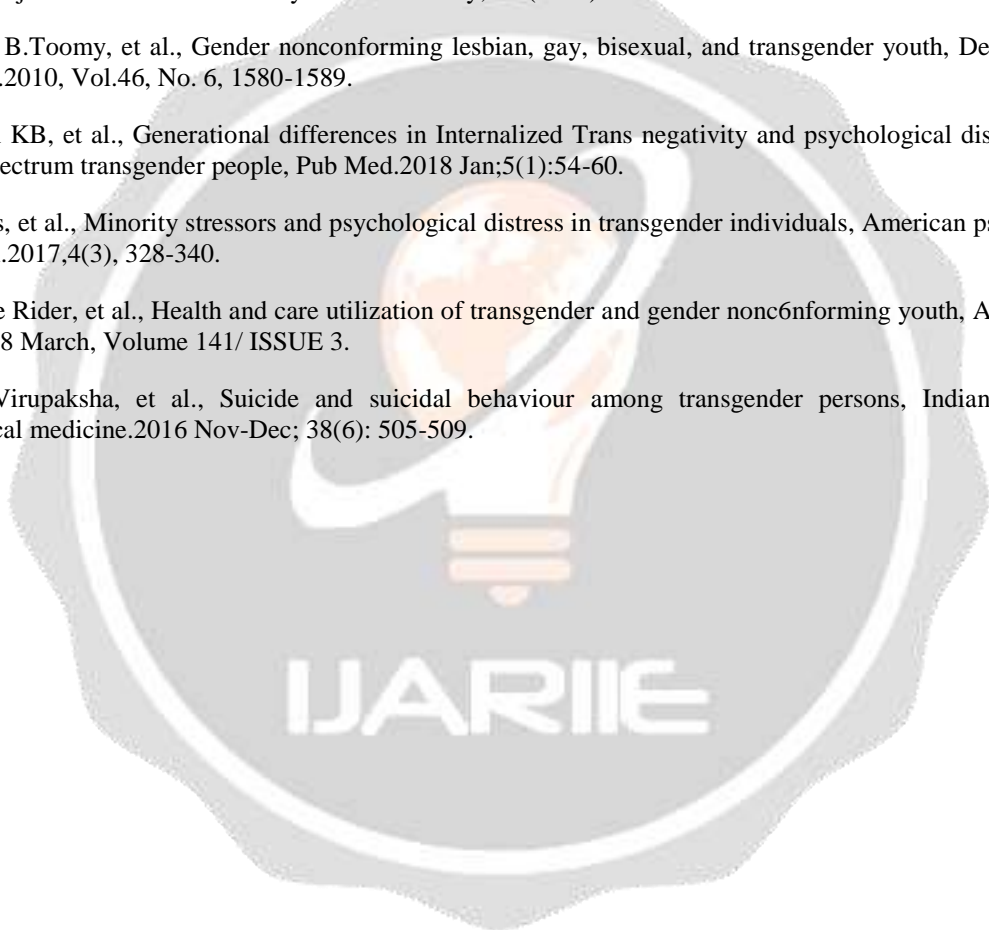 B.Toomy, et al., Gender nonconforming lesbian, gay, bisexual, and transgender youth, De
.2010, Vol.46, No. 6, 1580-1589.
KB, et al., Generational differences in Internalized Trans negativity and psychological dis
ectrum transgender people, Pub Med.2018 Jan;5(1):54-60.
s, et al., Minority stressors and psychological distress in transgender individuals, American ps
.2017,4(3), 328-340.
e Rider, et al., Health and care utilization of transgender and gender nonc6nforming youth, A
8 March, Volume 141/ ISSUE 3.
Virupaksha, et al., Suicide and suicidal behaviour among transgender persons, Indian
cal medicine.2016 Nov-Dec; 38(6): 505-509.
IJARIIE